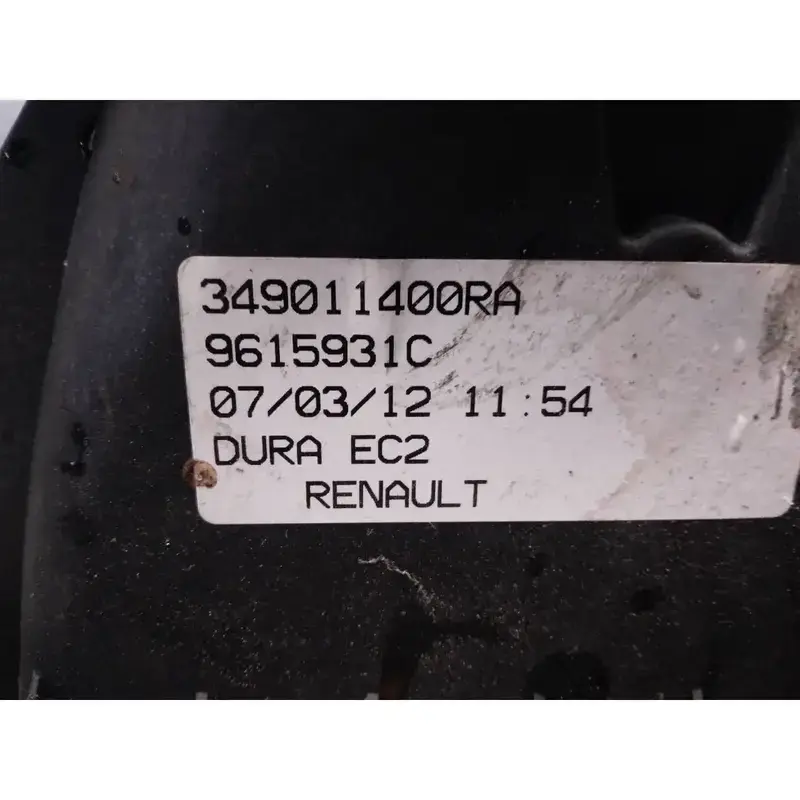 349011400RA
9615931C
07/03/12 11:54
DURA EC2
RENAULT